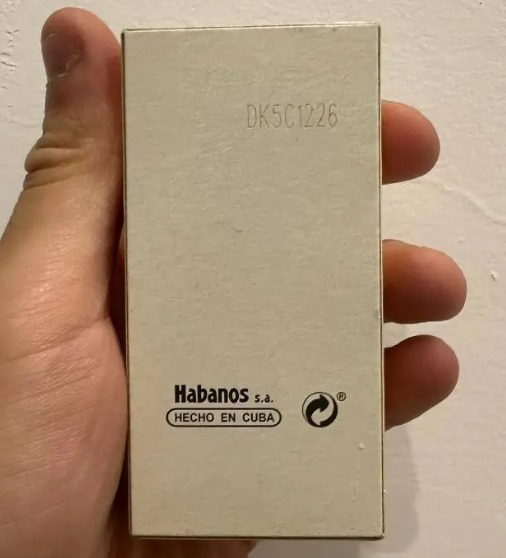 DK5C1226
Habanos s.a.
HECHO EN CUBA
®